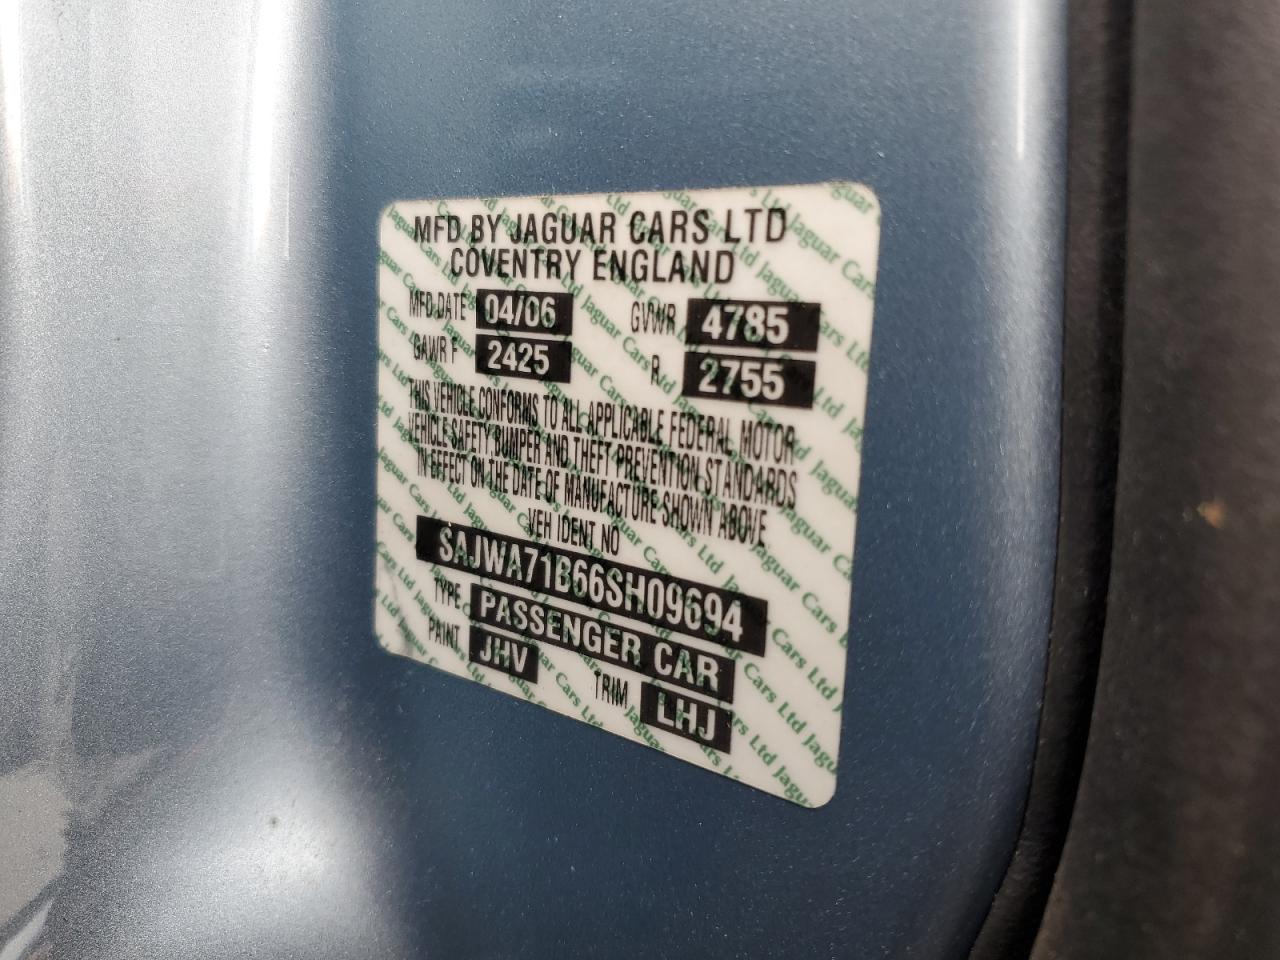 MFD BY JAGUAR CARS LTD
COVENTRY ENGLAND
MFD DATE 04/06 GVWR 4785
GAWR F 2425 R 2755
THIS VEHICLE CONFORMS TO ALL APPLICABLE FEDERAL MOTOR
VEHICLE SAFETY BUMPER AND THEFT PREVENTION STANDARDS
IN EFFECT ON THE DATE OF MANUFACTURE SHOWN ABOVE
VEH IDENT NO
SAJWA71B66SH09694
TYPE PASSENGER CAR
PAINT JHV TRIM LHJ